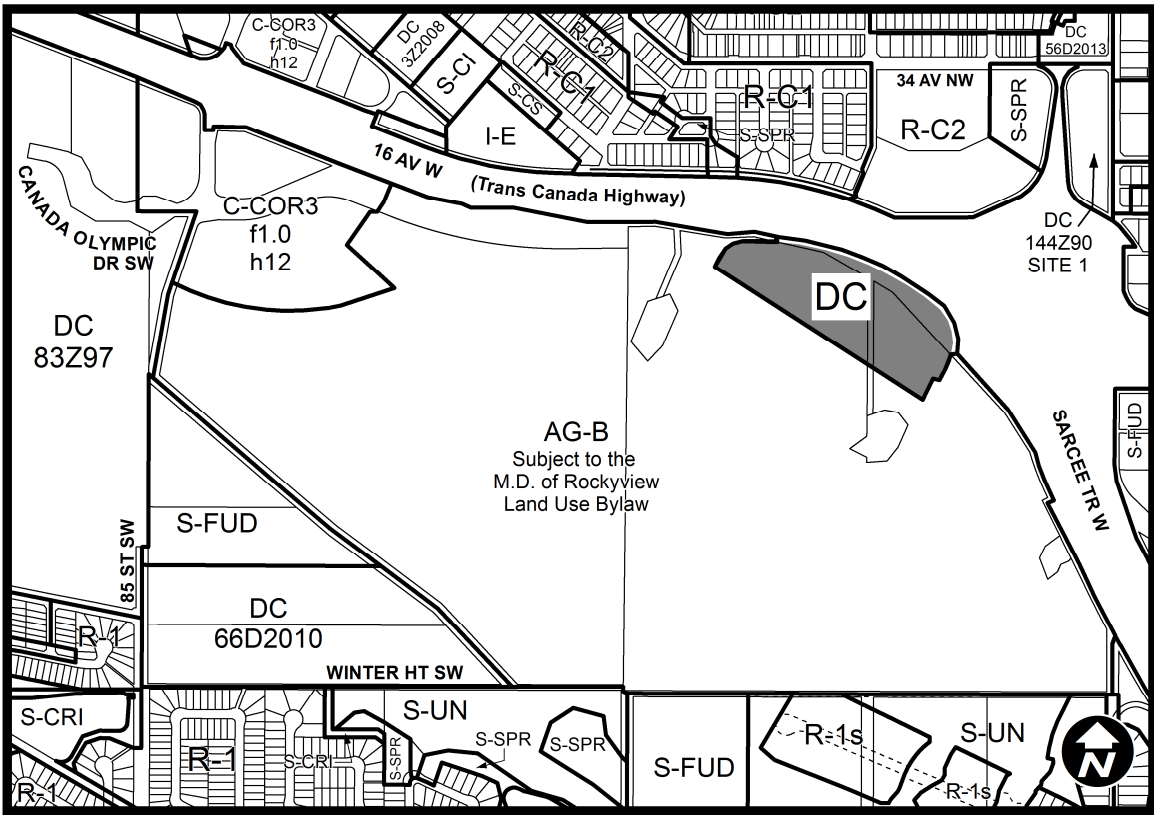 C-COR3
f1.0
h12
DC
3Z2008
S-CI
R-C2
R-C1
S-CS
I-E
R-C1
S-SPR
34 AV NW
R-C2
S-SPR
DC
56D2013
DC
144Z90
SITE 1
16 AV W
(Trans Canada Highway)
CANADA OLYMPIC
DR SW
C-COR3
f1.0
h12
DC
DC
83Z97
AG-B
Subject to the
M.D. of Rockyview
Land Use Bylaw
SARCEE TR W
S-FUD
S-FUD
85 ST SW
R-1
DC
66D2010
WINTER HT SW
S-CRI
R-1
R-1
S-CRI
S-SPR
S-UN
S-SPR
S-SPR
S-FUD
R-1s
S-UN
R-1s
N